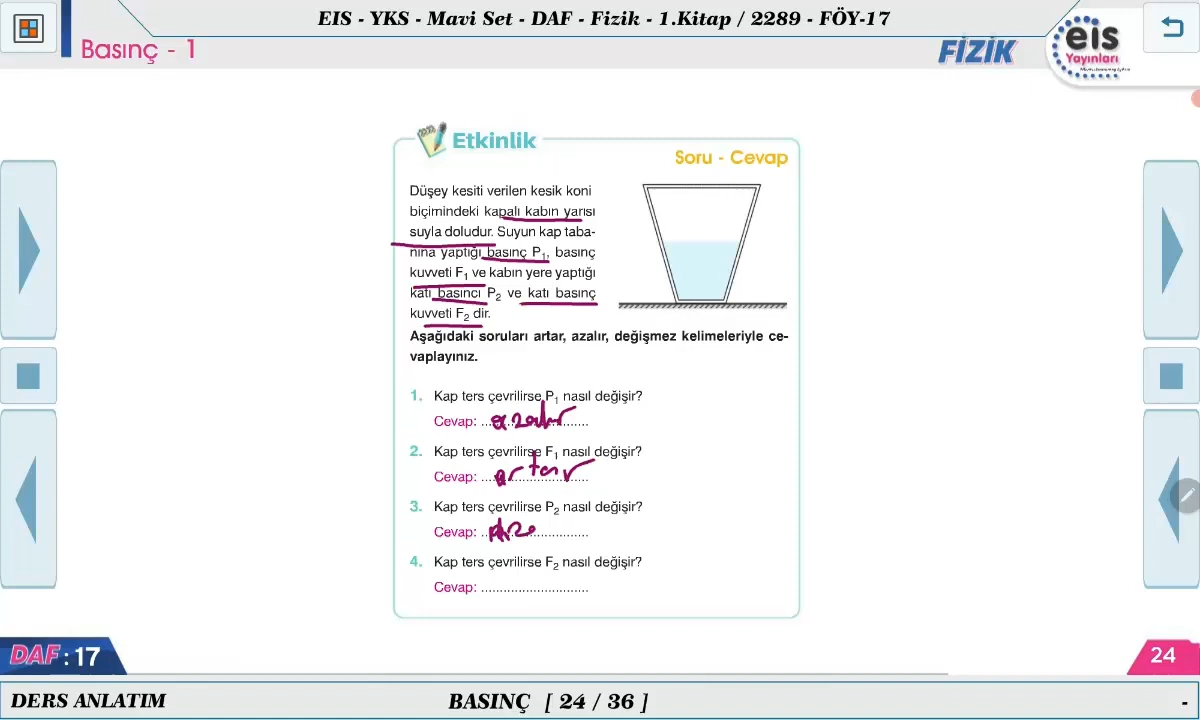 EIS - YKS - Mavi Set - DAF - Fizik - 1.Kitap / 2289 - FÖY-17
Basınç - 1
FİZİK
eis
Yayınları
Etkinlik
Soru - Cevap
Düşey kesiti verilen kesik koni
biçimindeki kapalı kabın yarısı
suyla doludur. Suyun kap taba-
nına yaptığı basınç P₁, basınç
kuvveti F₁ ve kabın yere yaptığı
katı basıncı P₂ ve katı basınç
kuvveti F₂ dir.
Aşağıdaki soruları artar, azalır, değişmez kelimeleriyle ce-
vaplayınız.
1. Kap ters çevrilirse P₁ nasıl değişir?
Cevap: azalır
2. Kap ters çevrilirse F₁ nasıl değişir?
Cevap: artar
3. Kap ters çevrilirse P₂ nasıl değişir?
Cevap:
4. Kap ters çevrilirse F₂ nasıl değişir?
Cevap: .............................
DAF : 17
24
DERS ANLATIM
BASINÇ [ 24 / 36 ]
-